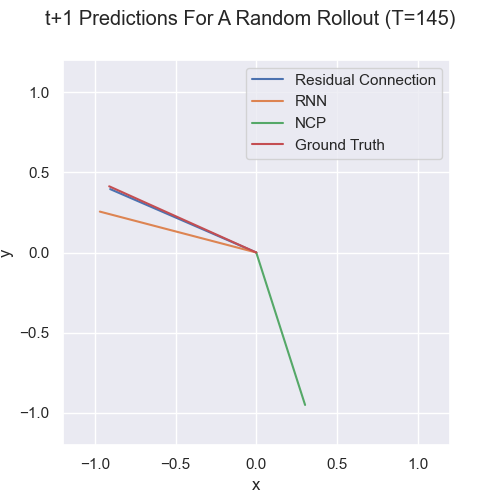 t+1 Predictions For A Random Rollout (T=145)
Residual Connection
RNN
NCP
Ground Truth
1.0
0.5
0.0
−0.5
−1.0
y
−1.0 −0.5 0.0 0.5 1.0
x